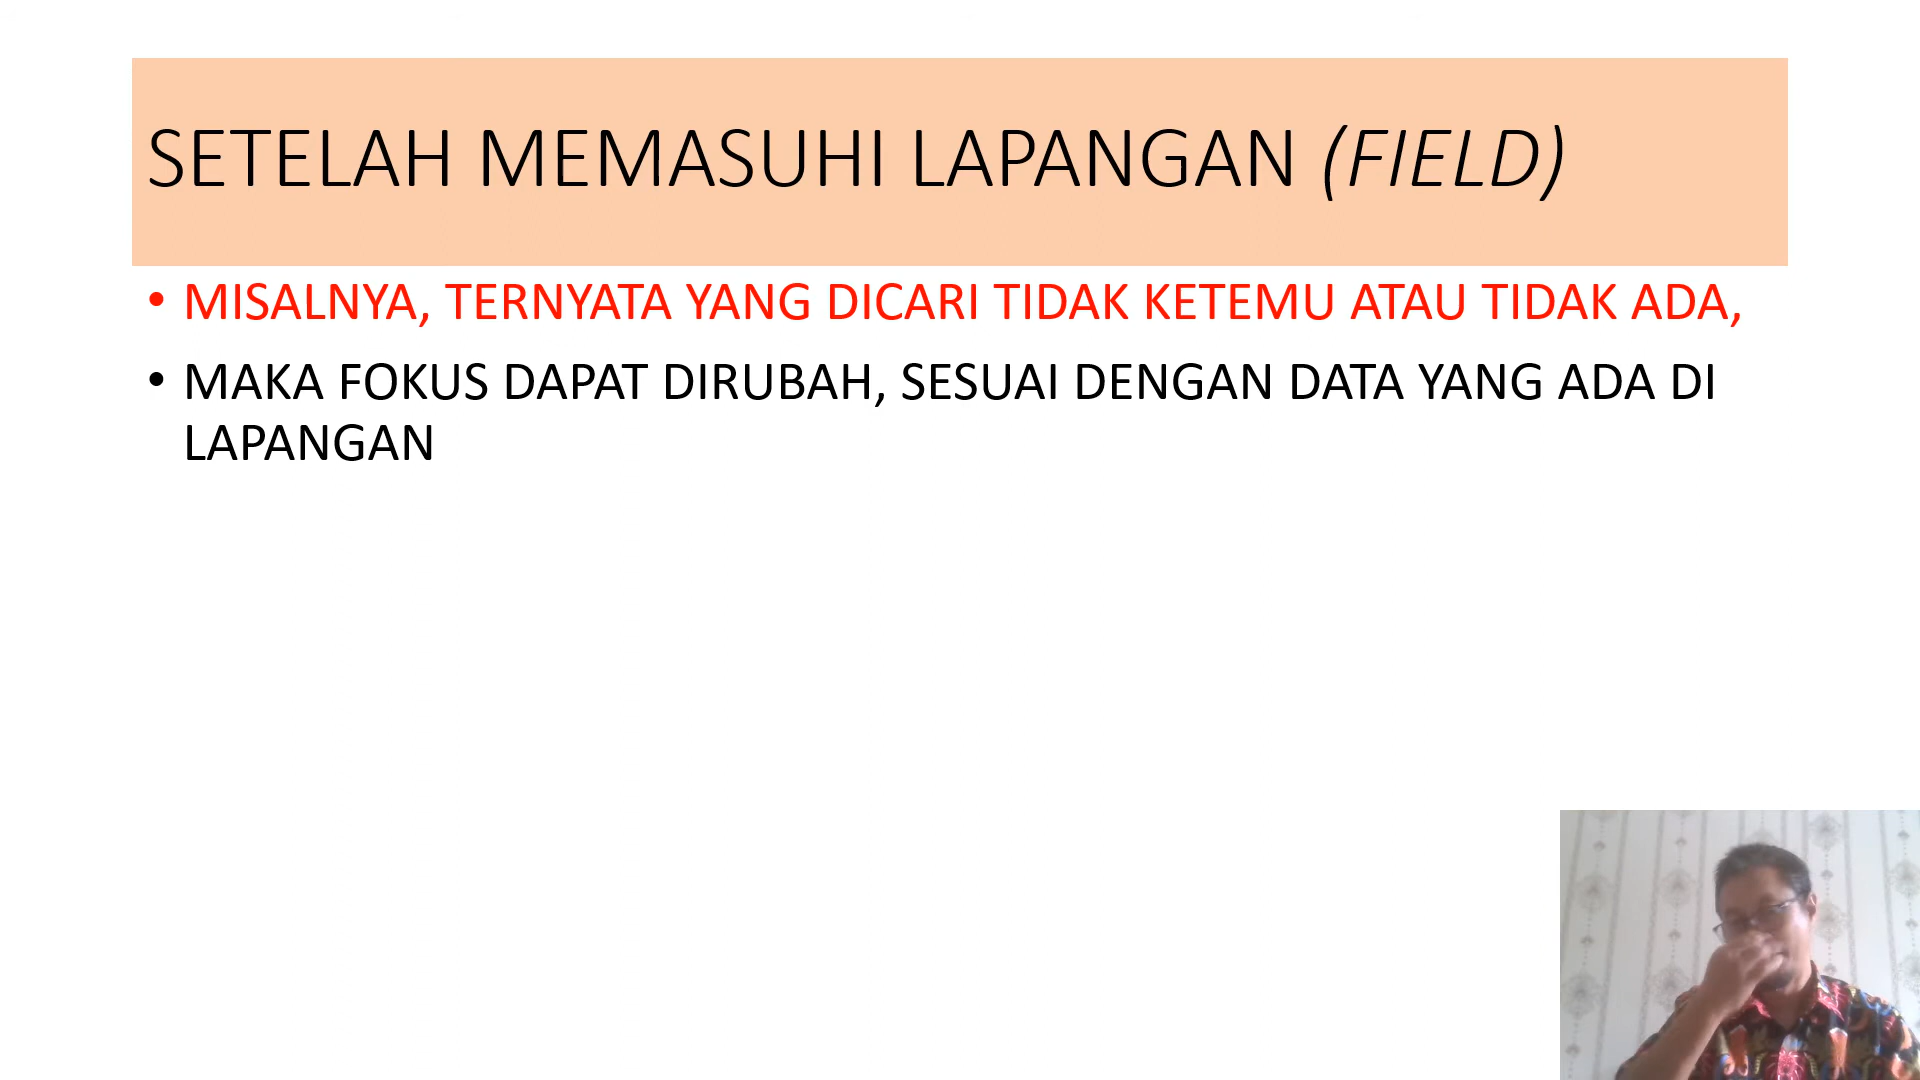 SETELAH MEMASUHI LAPANGAN (FIELD)
• MISALNYA, TERNYATA YANG DICARI TIDAK KETEMU ATAU TIDAK ADA,
• MAKA FOKUS DAPAT DIRUBAH, SESUAI DENGAN DATA YANG ADA DI
LAPANGAN